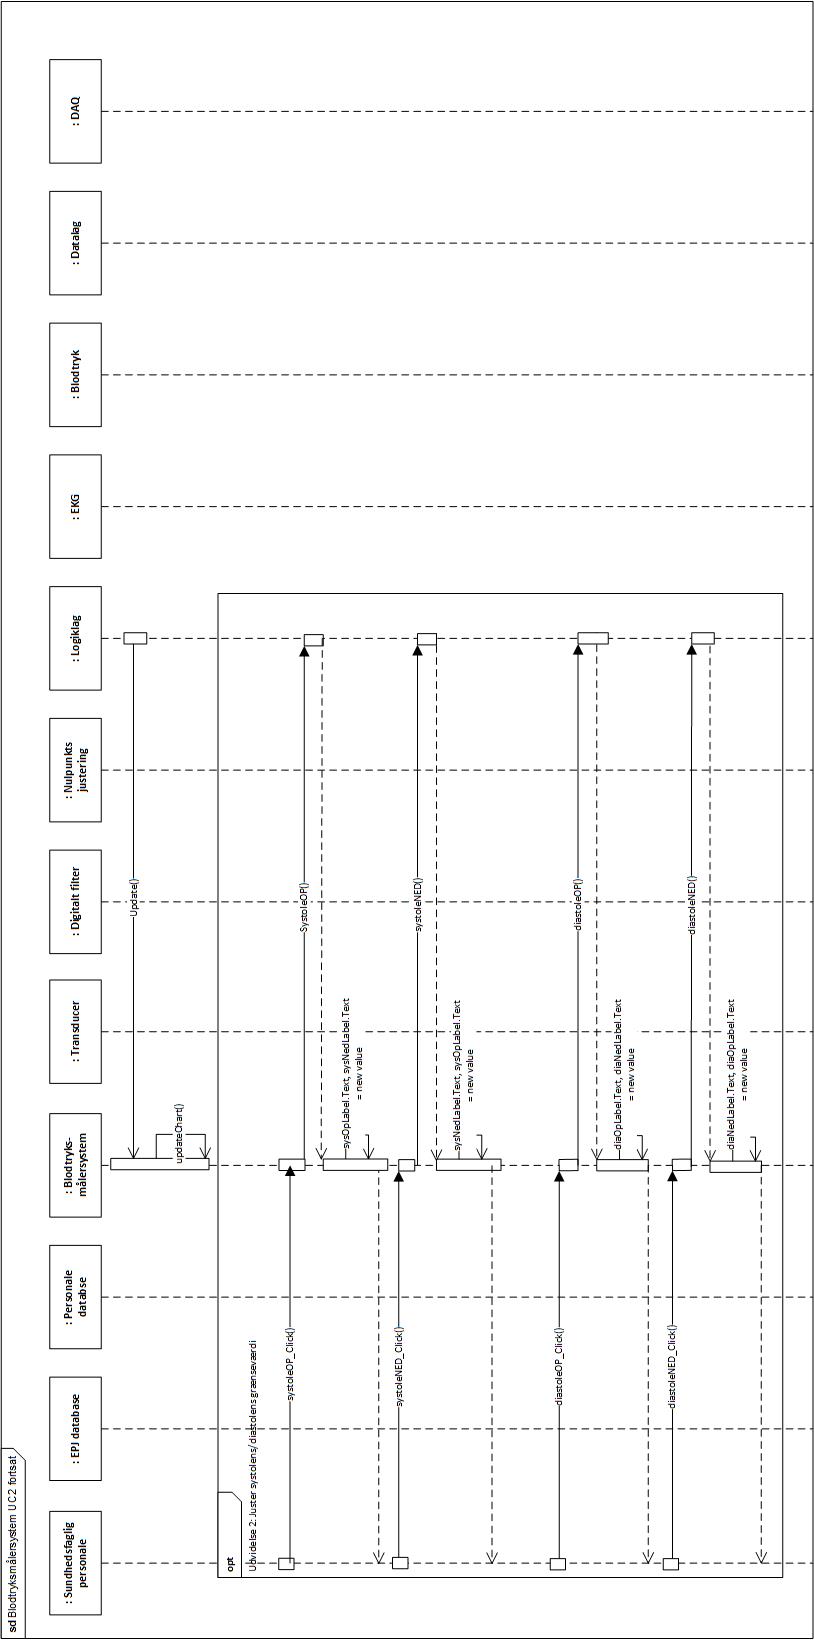 sd Blodtryksmålersystem UC2 fortsat
: Sundhedsfaglig
personale
: EPJ database
: Personale
databse
: Blodtryks-
målersystem
: Transducer
: Digitalt filter
: Nulpunkts
justering
: Logiklag
: EKG
: Blodtryk
: Datalag
: DAQ
Update()
updateChart()
opt
Udvidelse 2: Juster systolens/diastolens grænseværdi
systoleOP_Click()
SystoleOP()
sysOpLabel.Text, sysNedLabel.Text
= new value
systoleNED_Click()
systoleNED()
sysNedLabel.Text, sysOpLabel.Text
= new value
diastoleOP_Click()
diastoleOP()
diaOpLabel.Text, diaNedLabel.Text
= new value
diastoleNED_Click()
diastoleNED()
diaNedLabel.Text, diaOpLabel.Text
= new value